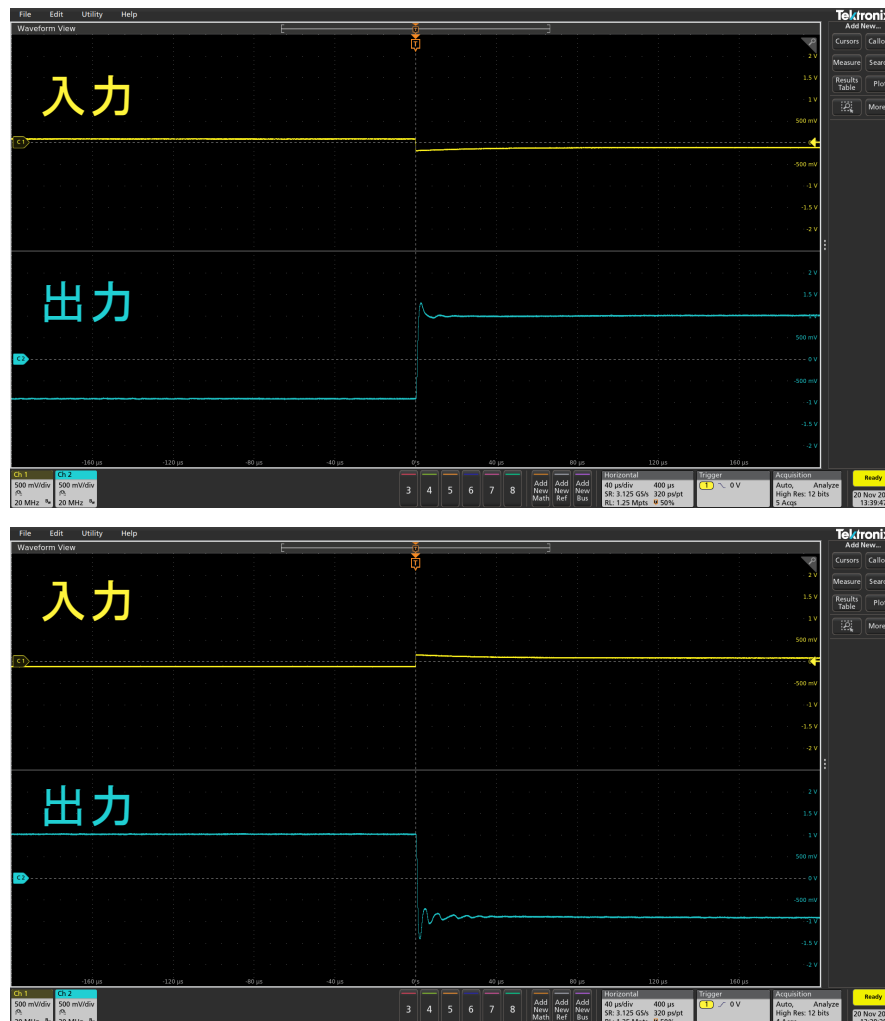 File Edit Utility Help
Tektronix
Waveform View
Add New...
Cursors Callo
Measure Sear
Results Table Plo
More
T
2 V
入力
1.5 V
1 V
500 mV
C1
-500 mV
-1 V
-1.5 V
-2 V
2 V
出力
1.5 V
1 V
500 mV
C2
0 V
-500 mV
-1 V
-1.5 V
-2 V
-160 µs -120 µs -80 µs -40 µs 0 s 40 µs 80 µs 120 µs 160 µs
Ch 1
500 mV/div
20 MHz
Ch 2
500 mV/div
20 MHz
3 4 5 6 7 8
Add New Math
Add New Ref
Add New Bus
Horizontal
40 µs/div 400 µs
SR: 3.125 GS/s 320 ps/pt
RL: 1.25 Mpts 50%
Trigger
1 0 V
Acquisition
Auto, Analyze
High Res: 12 bits
5 Acqs
Ready
20 Nov 20
13:39:4
File Edit Utility Help
Tektronix
Waveform View
Add New...
Cursors Callo
Measure Sear
Results Table Plo
More
T
2 V
入力
1.5 V
1 V
500 mV
C1
-500 mV
-1 V
-1.5 V
-2 V
2 V
出力
1.5 V
1 V
500 mV
C2
0 V
-500 mV
-1 V
-1.5 V
-2 V
-160 µs -120 µs -80 µs -40 µs 0 s 40 µs 80 µs 120 µs 160 µs
Ch 1
500 mV/div
Ch 2
500 mV/div
3 4 5 6 7 8
Add New Math
Add New Ref
Add New Bus
Horizontal
40 µs/div 400 µs
SR: 3.125 GS/s 320 ps/pt
Trigger
1 0 V
Acquisition
Auto, Analyze
High Res: 12 bits
Ready
20 Nov 20